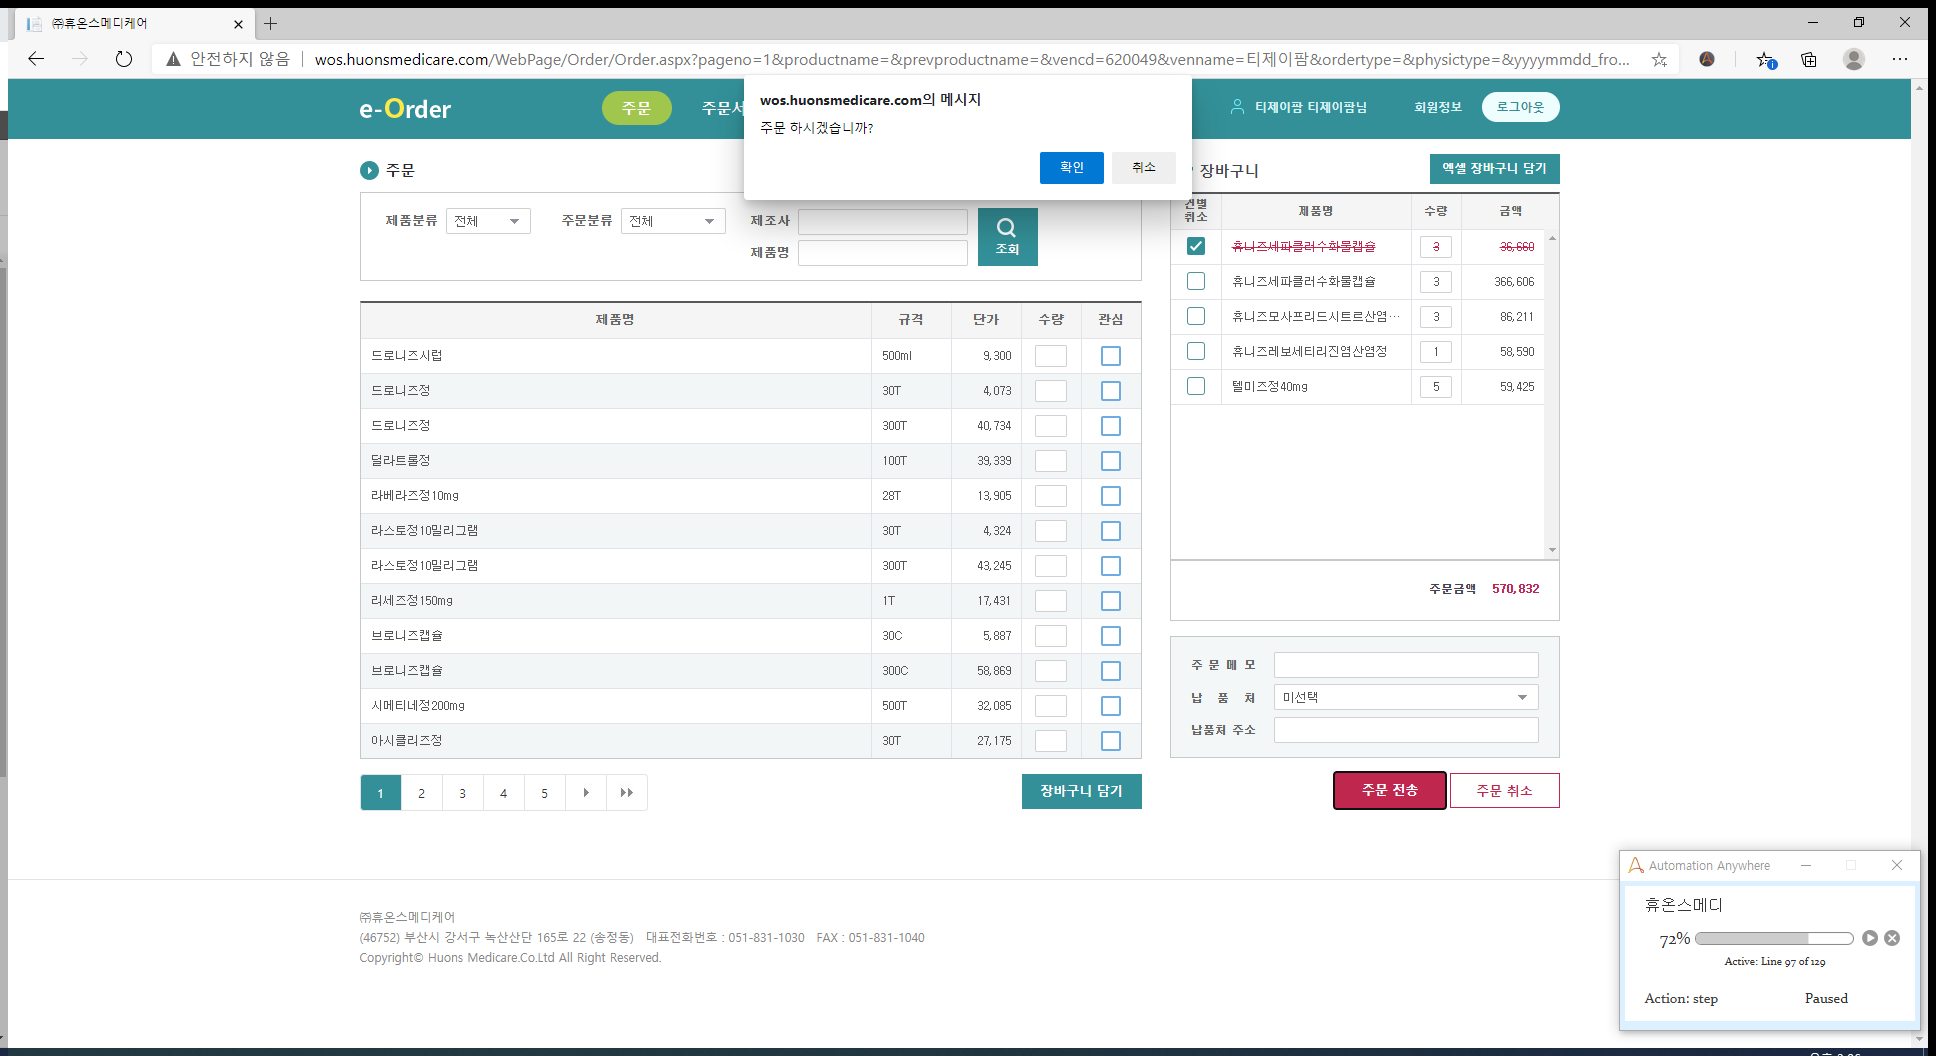 ㈜휴온스메디케어
안전하지 않음
wos.huonsmedicare.com/WebPage/Order/Order.aspx?pageno=1&productname=&prevproductname=&vencd=620049&venname=티제이팜&ordertype=&physictype=&yyyymmdd_fro...
wos.huonsmedicare.com의 메시지
주문 하시겠습니까?
확인 취소
e-Order
주문
주문서
티제이팜 티제이팜님
회원정보
로그아웃
주문
제품분류 전체
주문분류 전체
제조사
제품명
조회
제품명 규격 단가 수량 관심
드로니즈시럽 500ml 9,300
드로니즈정 30T 4,073
드로니즈정 300T 40,734
딜라트롤정 100T 39,339
라베라즈정10mg 28T 13,905
라스토정10밀리그램 30T 4,324
라스토정10밀리그램 300T 43,245
리세즈정150mg 1T 17,431
브로니즈캡슐 30C 5,887
브로니즈캡슐 300C 58,869
시메티네정200mg 500T 32,085
아시클리즈정 30T 27,175
1 2 3 4 5
장바구니 담기
장바구니
엑셀 장바구니 담기
건별 취소 제품명 수량 금액
휴니즈세파클러수화물캡슐 3 36,660
휴니즈세파클러수화물캡슐 3 366,606
휴니즈모사프리드시트르산염… 3 86,211
휴니즈레보세티리진염산염정 1 58,590
텔미즈정40mg 5 59,425
주문금액 570,832
주 문 메 모
납 품 처 미선택
납품처 주소
주문 전송 주문 취소
㈜휴온스메디케어
(46752) 부산시 강서구 녹산산단 165로 22 (송정동) 대표전화번호 : 051-831-1030 FAX : 051-831-1040
Copyright© Huons Medicare.Co.Ltd All Right Reserved.
Automation Anywhere
휴온스메디
72%
Active: Line 97 of 129
Action: step Paused